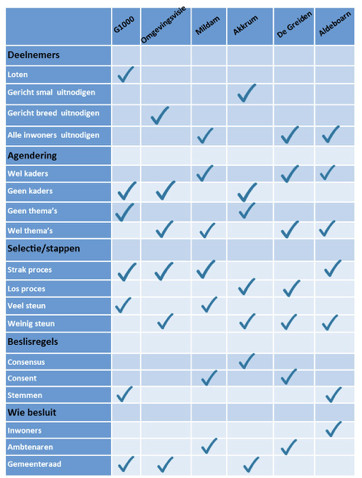 G1000 Omgevingsvisie Mildam Akkrum De Greiden Aldeboarn
Deelnemers
Loten
Gericht smal uitnodigen
Gericht breed uitnodigen
Alle inwoners uitnodigen
Agendering
Wel kaders
Geen kaders
Geen thema's
Wel thema's
Selectie/stappen
Strak proces
Los proces
Veel steun
Weinig steun
Beslisregels
Consensus
Consent
Stemmen
Wie besluit
Inwoners
Ambtenaren
Gemeenteraad